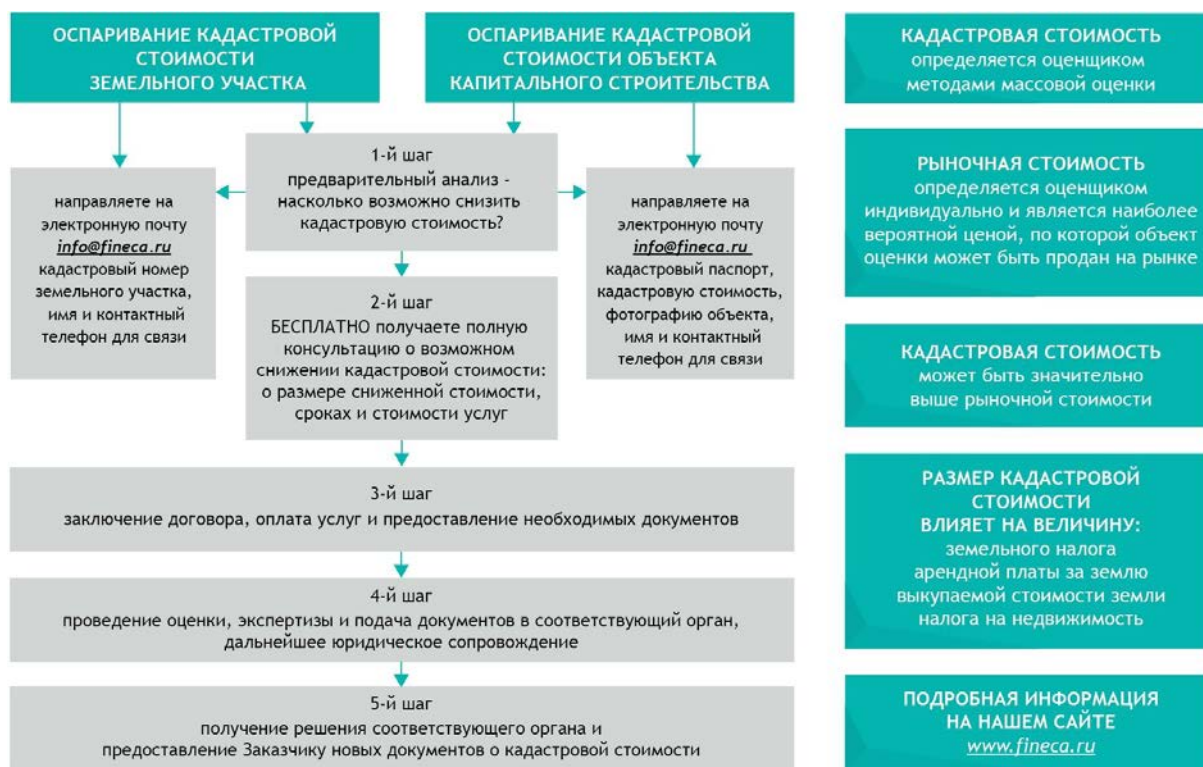 ОСПАРИВАНИЕ КАДАСТРОВОЙ
СТОИМОСТИ
ЗЕМЕЛЬНОГО УЧАСТКА
ОСПАРИВАНИЕ КАДАСТРОВОЙ
СТОИМОСТИ ОБЪЕКТА
КАПИТАЛЬНОГО СТРОИТЕЛЬСТВА
направляете на
электронную почту
info@fineca.ru
кадастровый номер
земельного участка,
имя и контактный
телефон для связи
1-й шаг
предварительный анализ -
насколько возможно снизить
кадастровую стоимость?
направляете на
электронную почту
info@fineca.ru
кадастровый паспорт,
кадастровую стоимость,
фотографию объекта,
имя и контактный
телефон для связи
2-й шаг
БЕСПЛАТНО получаете полную
консультацию о возможном
снижении кадастровой стоимости:
о размере сниженной стоимости,
сроках и стоимости услуг
3-й шаг
заключение договора, оплата услуг и предоставление необходимых документов
4-й шаг
проведение оценки, экспертизы и подача документов в соответствующий орган,
дальнейшее юридическое сопровождение
5-й шаг
получение решения соответствующего органа и
предоставление Заказчику новых документов о кадастровой стоимости
КАДАСТРОВАЯ СТОИМОСТЬ
определяется оценщиком
методами массовой оценки
РЫНОЧНАЯ СТОИМОСТЬ
определяется оценщиком
индивидуально и является наиболее
вероятной ценой, по которой объект
оценки может быть продан на рынке
КАДАСТРОВАЯ СТОИМОСТЬ
может быть значительно
выше рыночной стоимости
РАЗМЕР КАДАСТРОВОЙ
СТОИМОСТИ
ВЛИЯЕТ НА ВЕЛИЧИНУ:
земельного налога
арендной платы за землю
выкупаемой стоимости земли
налога на недвижимость
ПОДРОБНАЯ ИНФОРМАЦИЯ
НА НАШЕМ САЙТЕ
www.fineca.ru